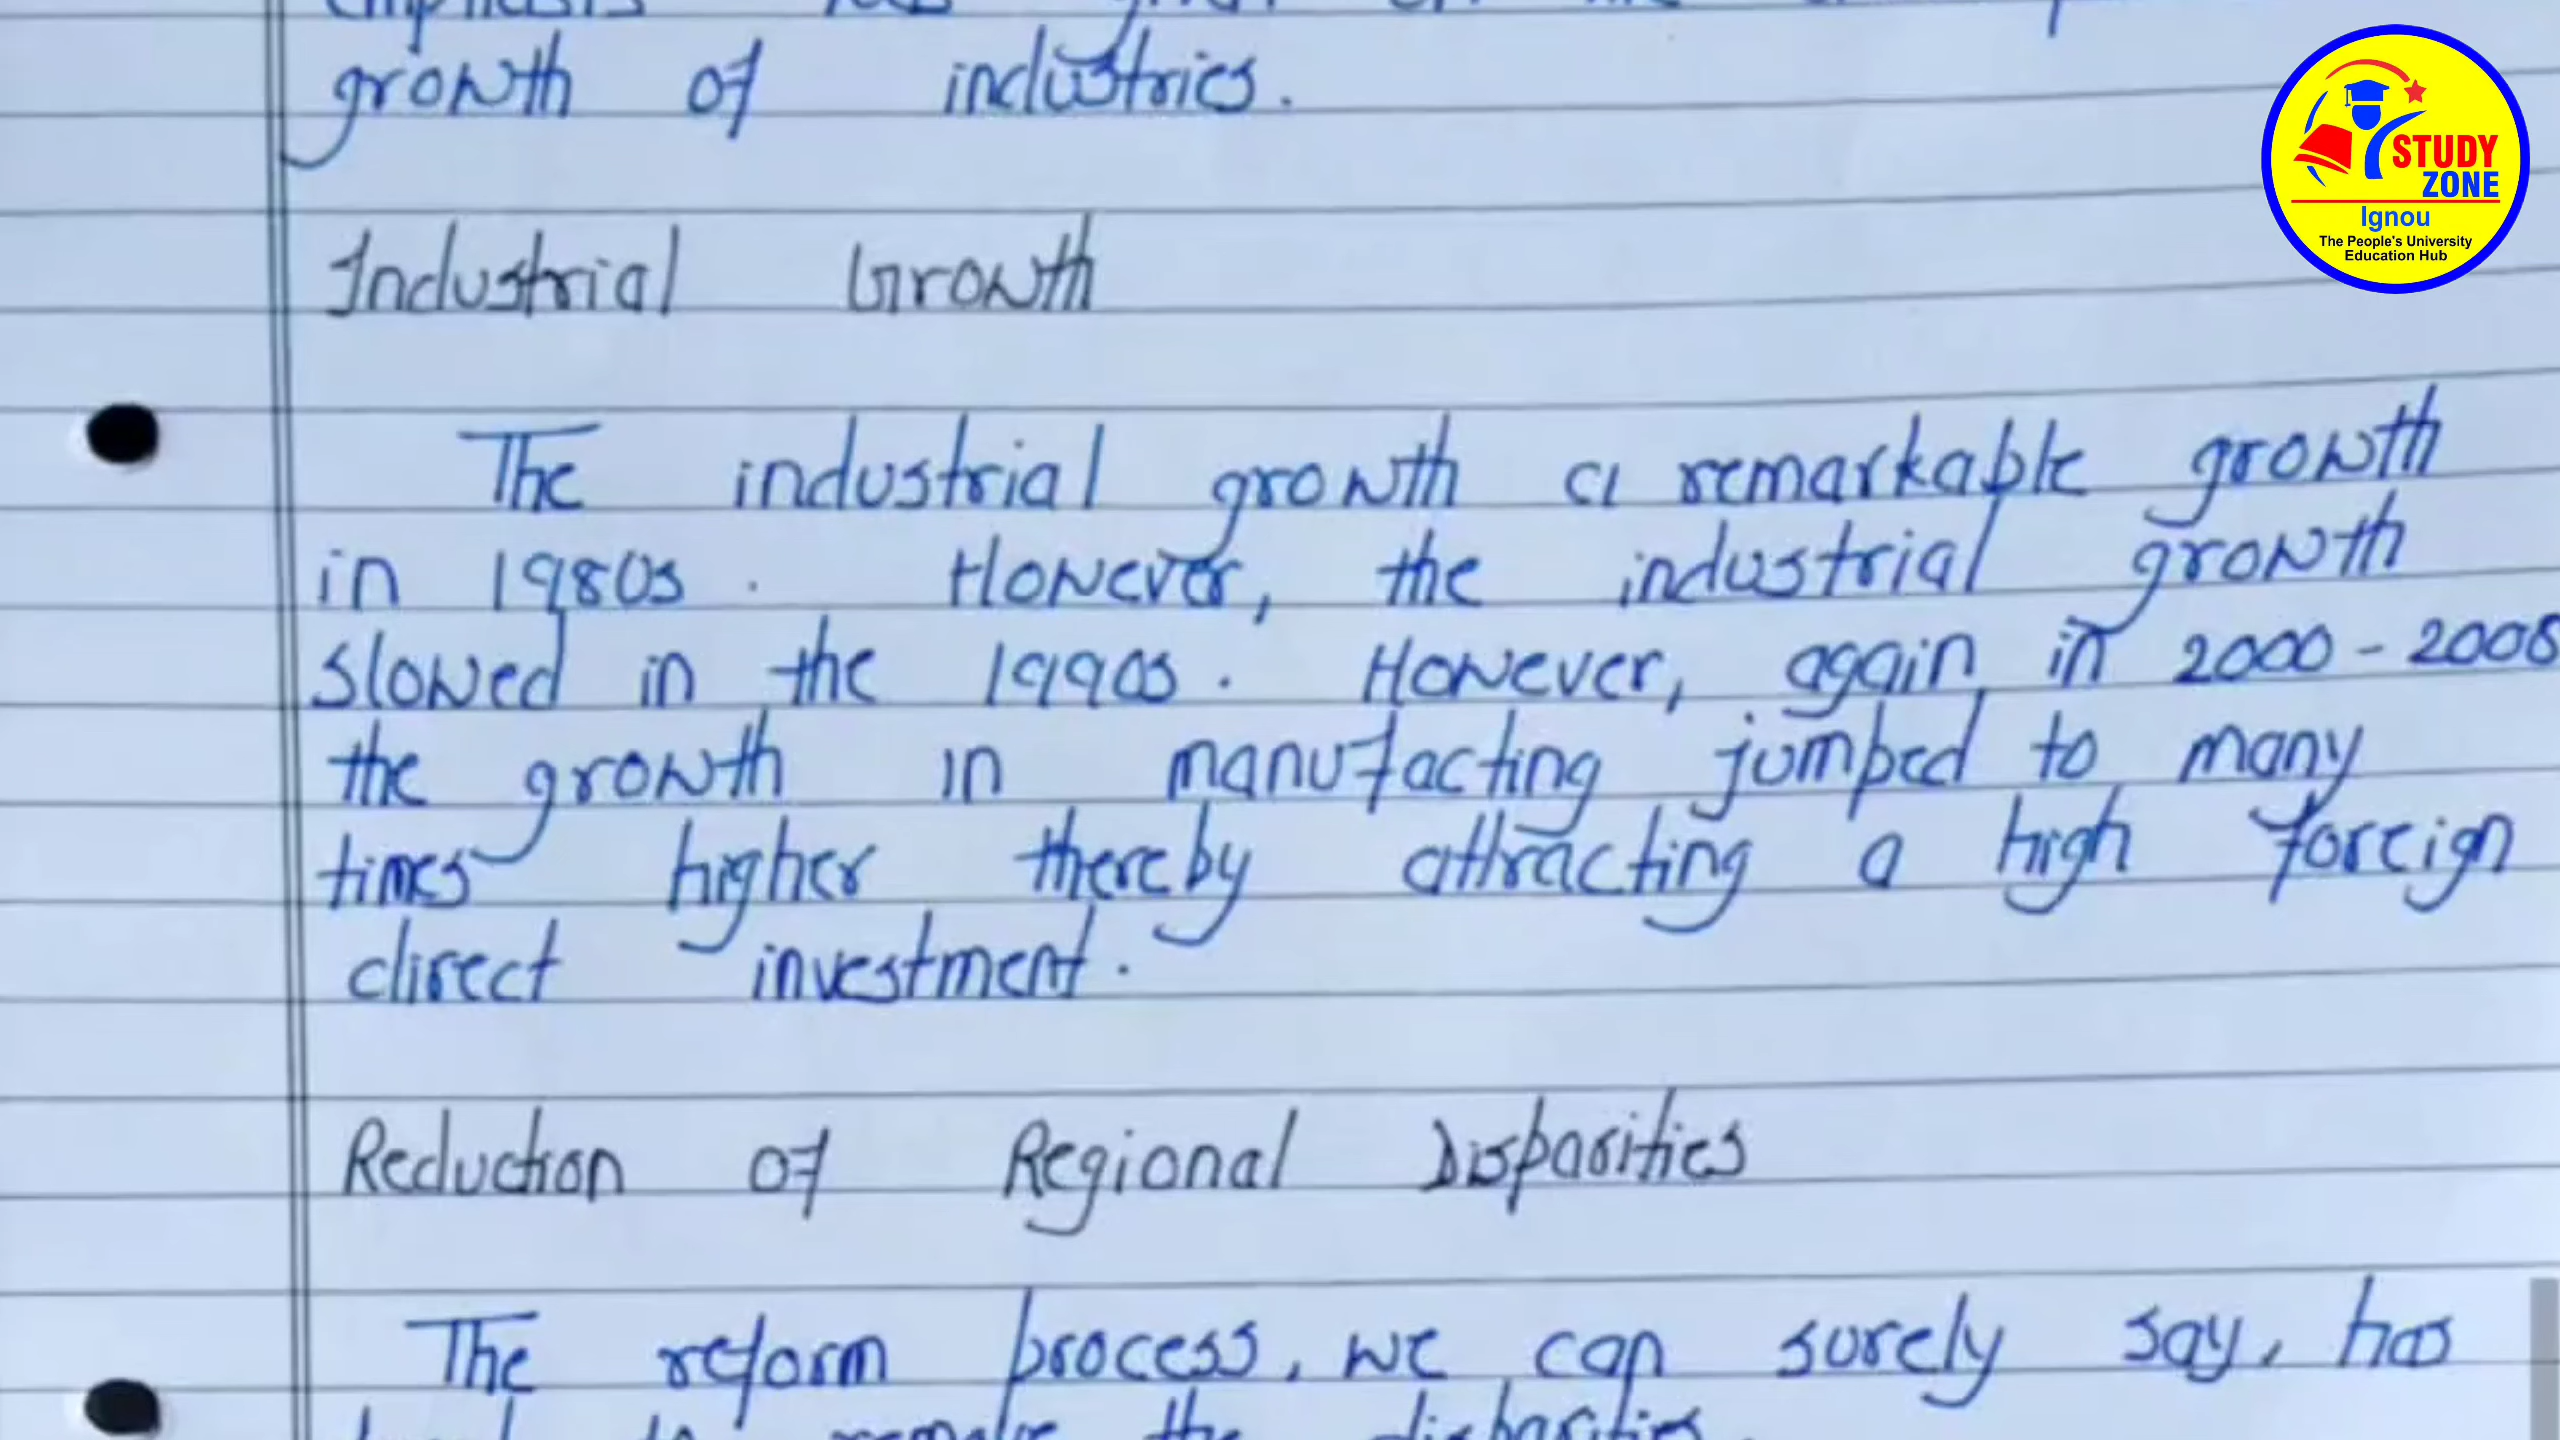 growth of industries.
Industrial Growth
The industrial growth a remarkable growth
in 1980s. However, the industrial growth
slowed in the 1990s. However, again in 2000-2008
the growth in manufacting jumped to many
times higher thereby attracting a high foreign
direct investment.
Reduction of Regional Disparities
The reform process, we can surely say, has
to the disparities
STUDY
ZONE
Ignou
The People's University
Education Hub